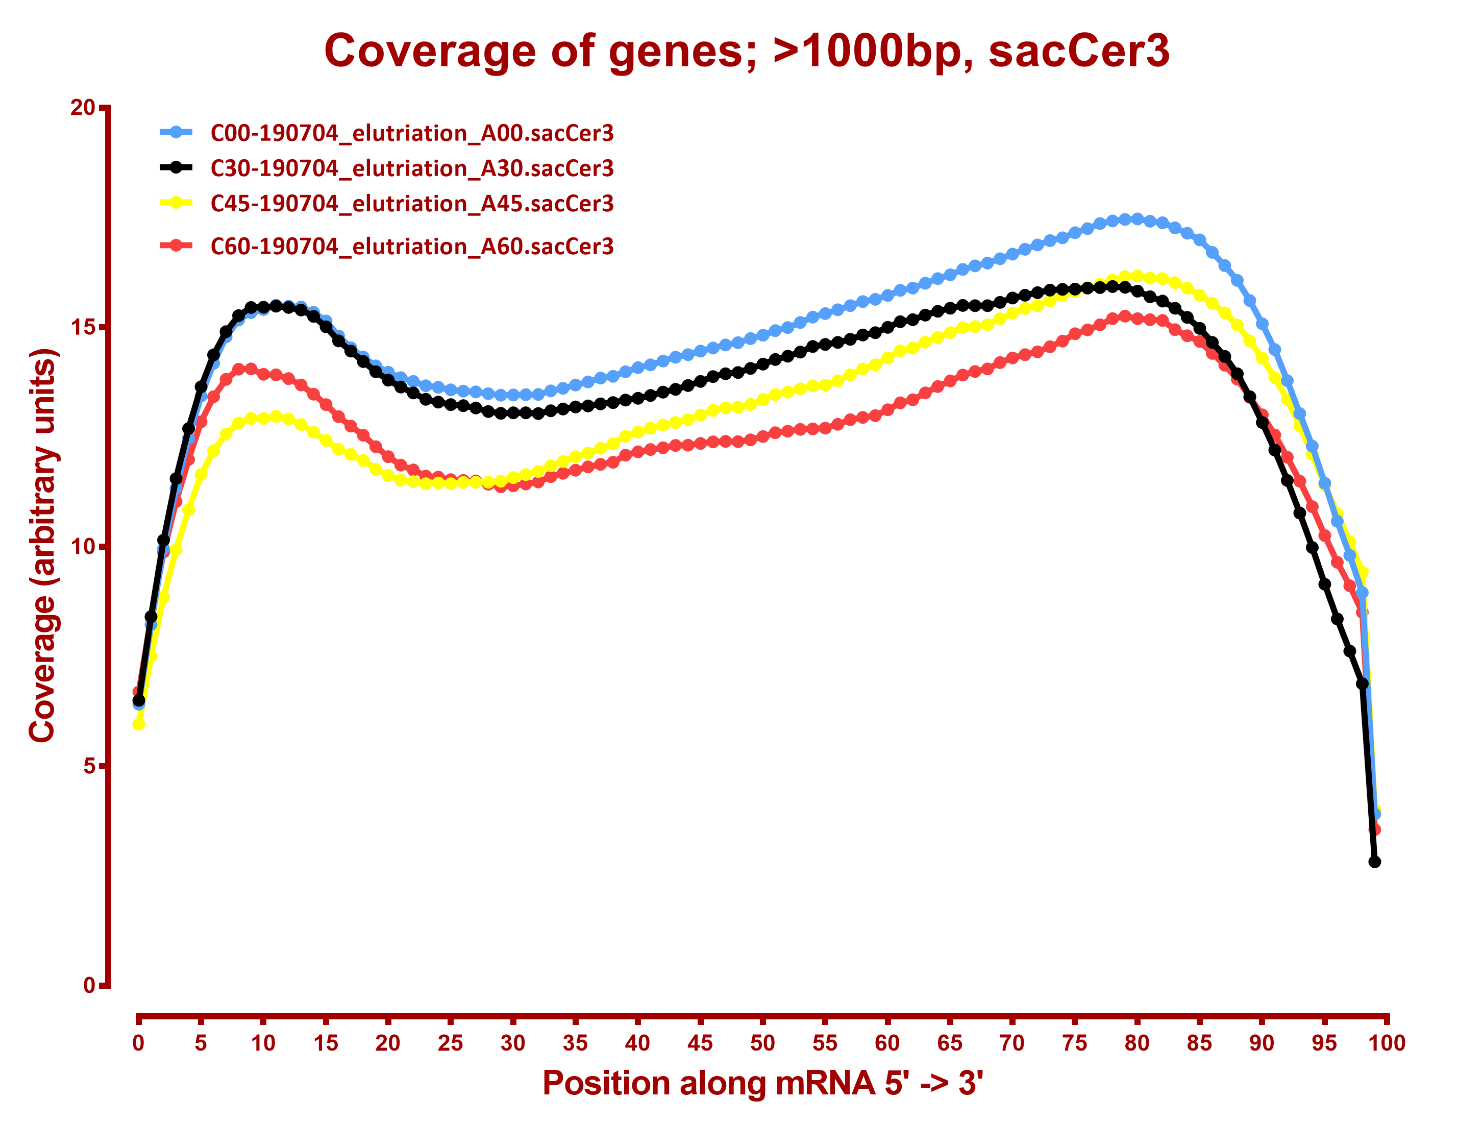 Coverage of genes; >1000bp, sacCer3
C00-190704_elutriation_A00.sacCer3
C30-190704_elutriation_A30.sacCer3
C45-190704_elutriation_A45.sacCer3
C60-190704_elutriation_A60.sacCer3
Coverage (arbitrary units)
20
15
10
5
0
0 5 10 15 20 25 30 35 40 45 50 55 60 65 70 75 80 85 90 95 100
Position along mRNA 5' -> 3'